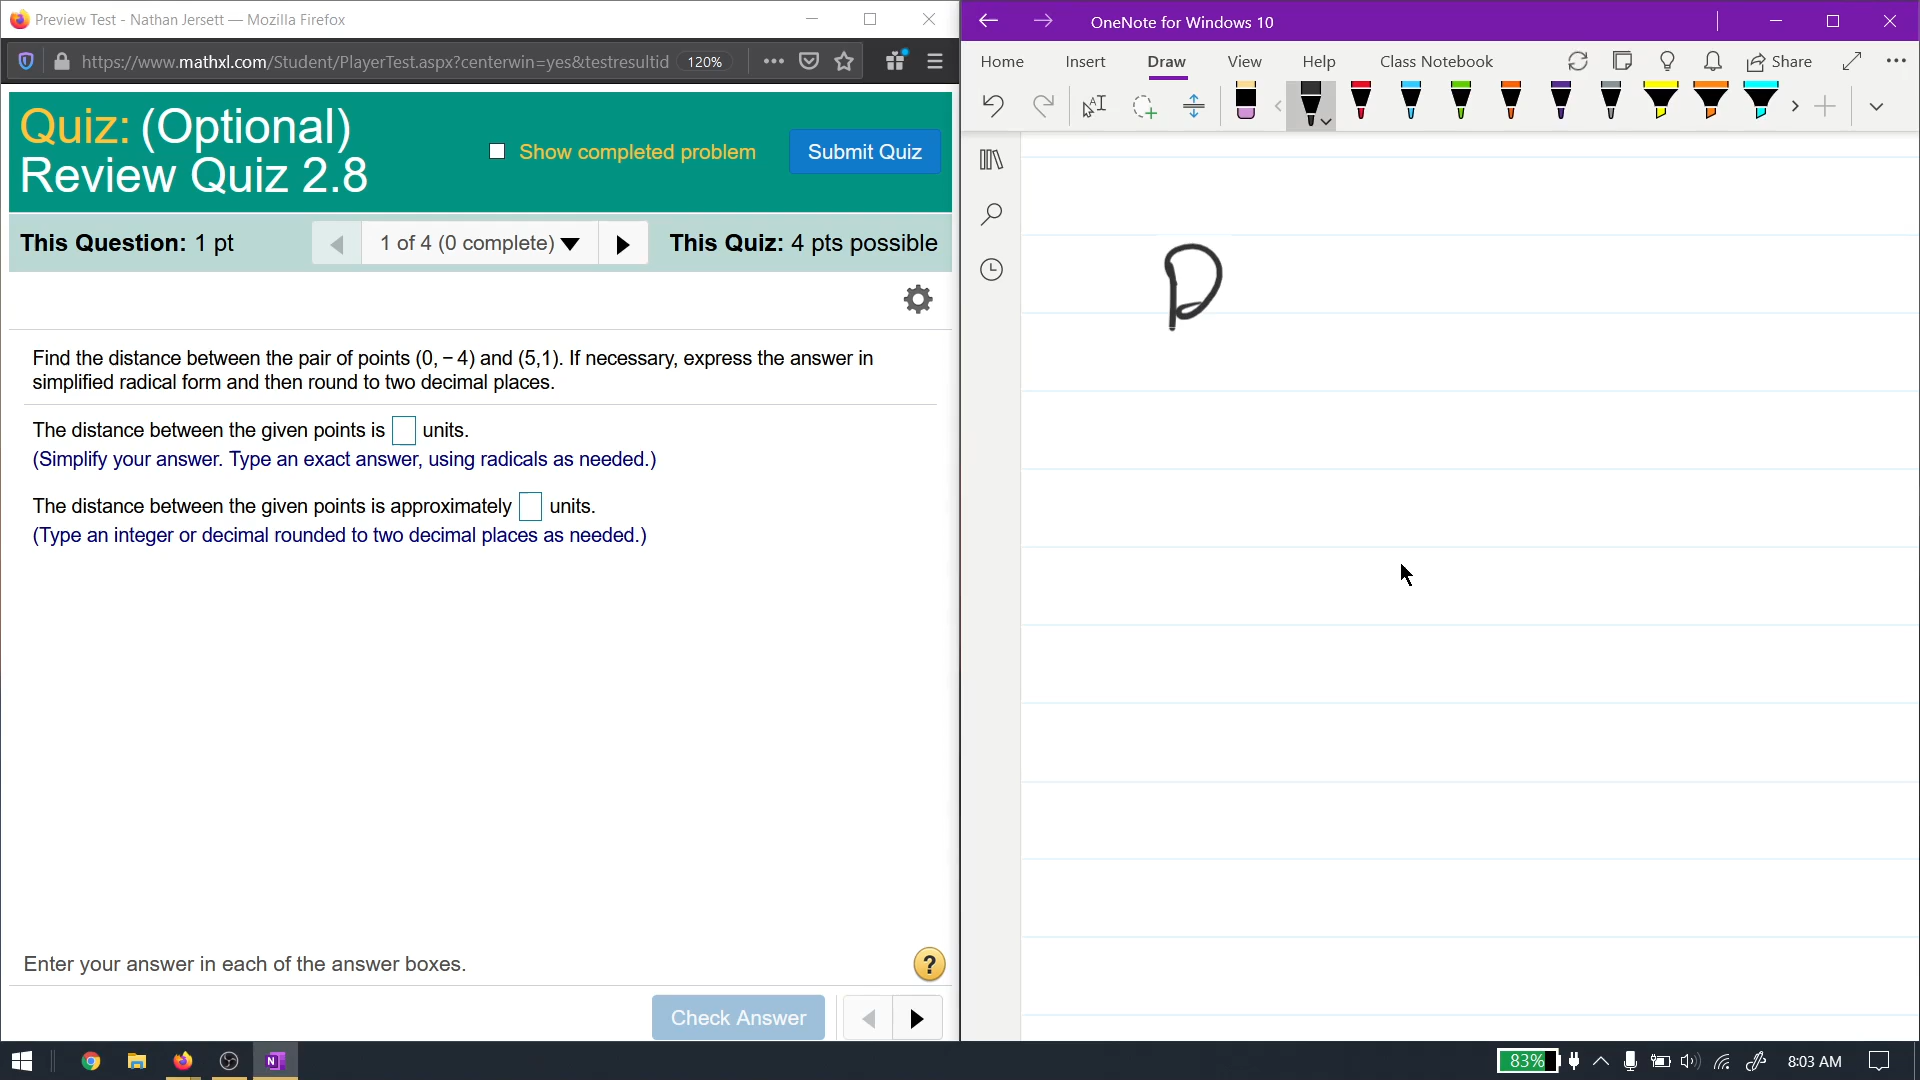 Preview Test - Nathan Jersett — Mozilla Firefox
https://www.mathxl.com/Student/PlayerTest.aspx?centerwin=yes&testresultid
120%
Quiz: (Optional)
Review Quiz 2.8
Show completed problem
Submit Quiz
This Question: 1 pt
1 of 4 (0 complete)
This Quiz: 4 pts possible
Find the distance between the pair of points (0, − 4) and (5,1). If necessary, express the answer in
simplified radical form and then round to two decimal places.
The distance between the given points is units.
(Simplify your answer. Type an exact answer, using radicals as needed.)
The distance between the given points is approximately units.
(Type an integer or decimal rounded to two decimal places as needed.)
Enter your answer in each of the answer boxes.
?
Check Answer
OneNote for Windows 10
Home Insert Draw View Help Class Notebook Share
D
83%
8:03 AM